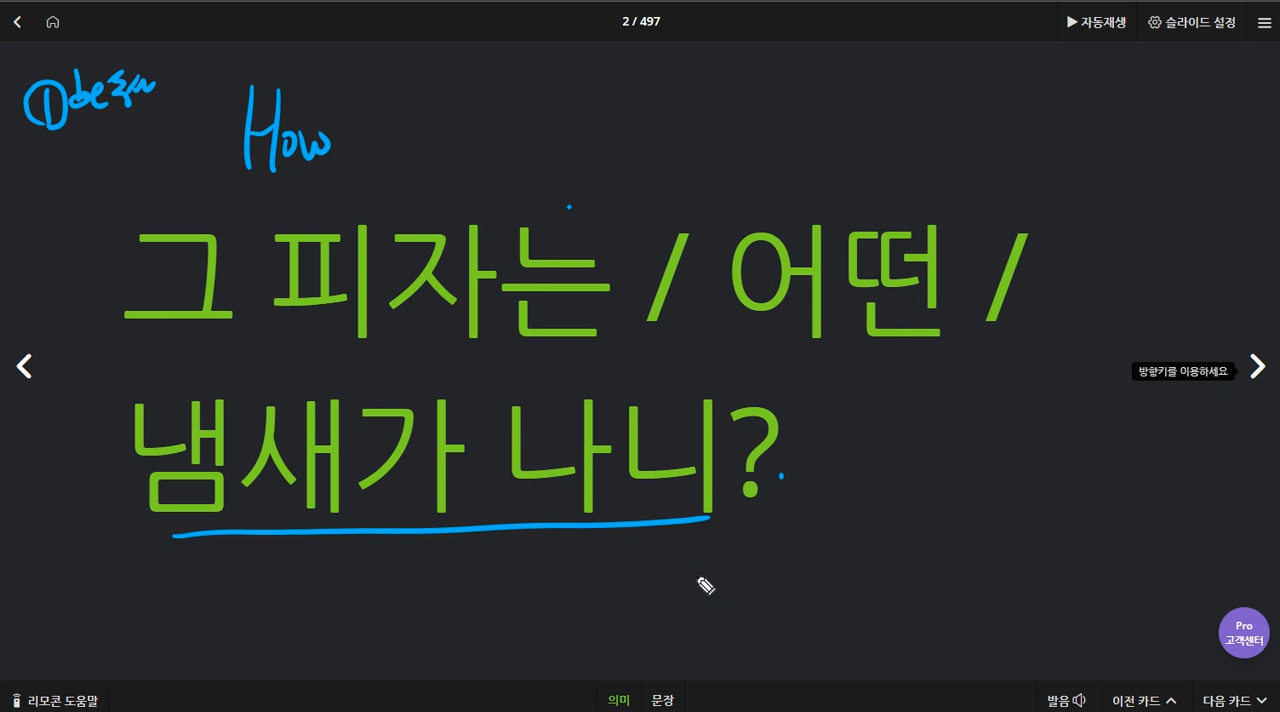 2 / 497
자동재생
슬라이드 설정
How
그 피자는 / 어떤 /
냄새가 나니?
방향키를 이용하세요
Pro
고객센터
리모콘 도움말
의미
문장
발음
이전 카드
다음 카드